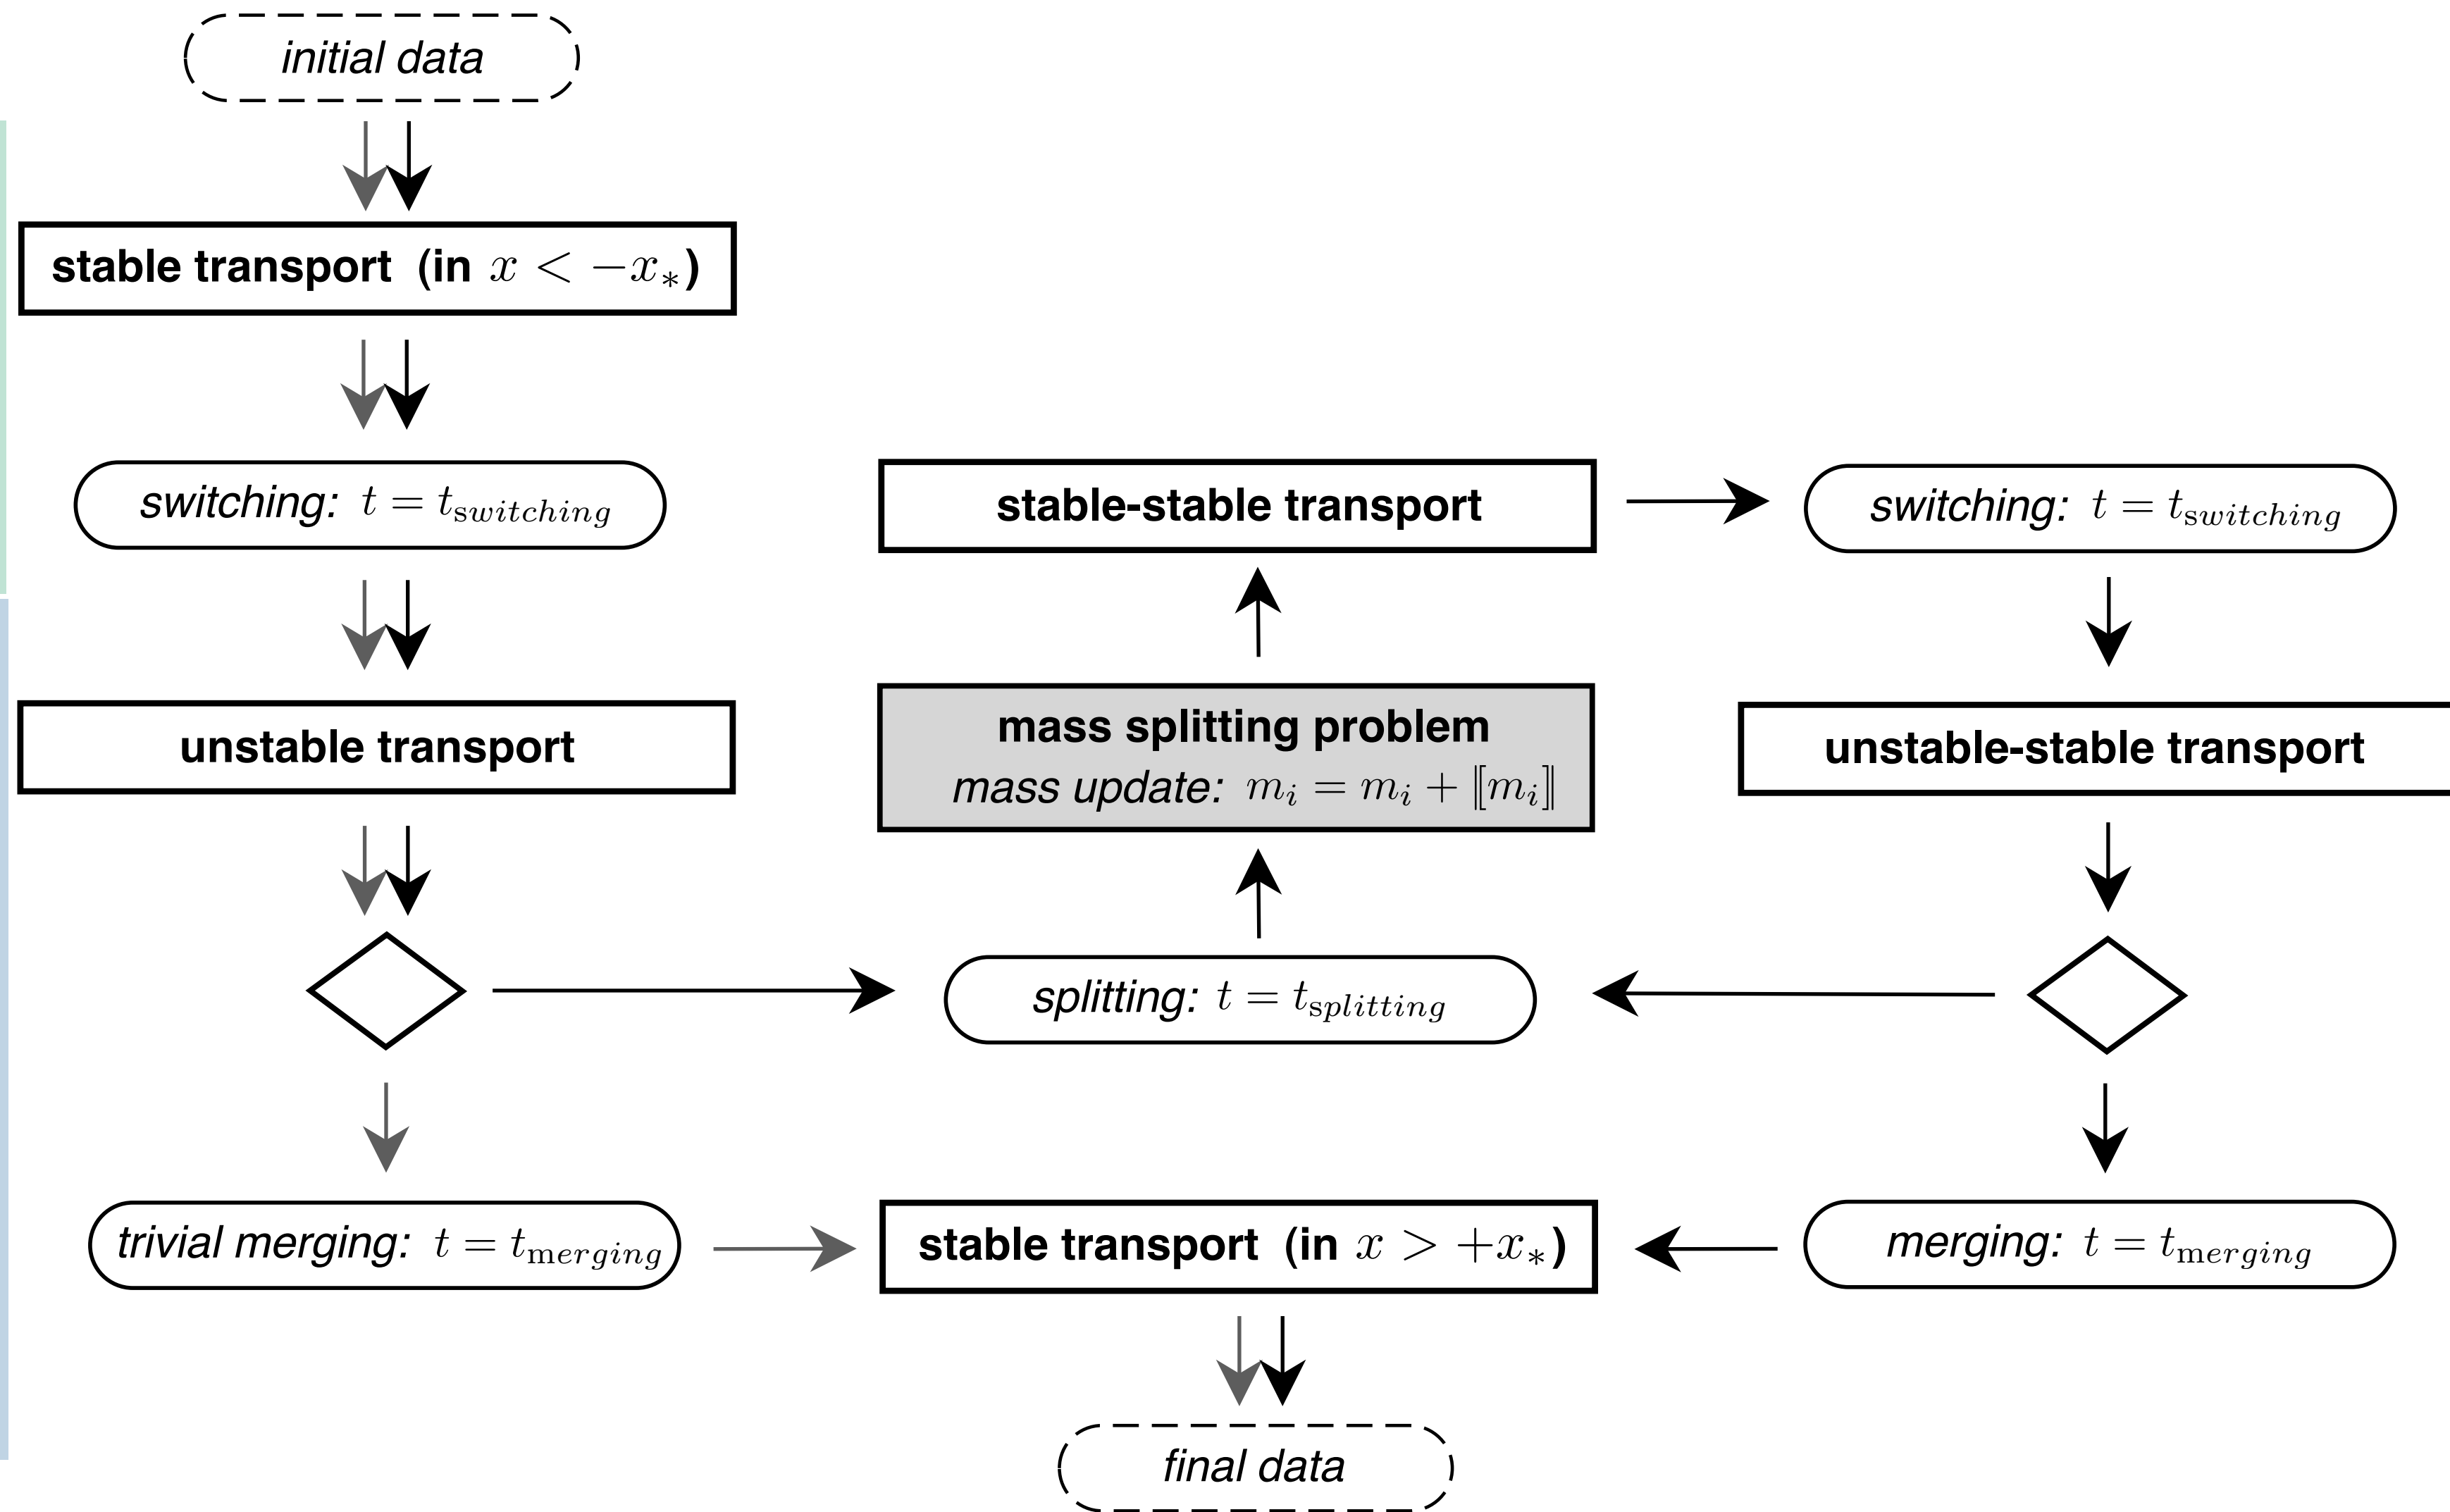 initial data
stable transport (in x < −x∗)
switching: t = t_switching
stable-stable transport
switching: t = t_switching
unstable transport
mass splitting problem
mass update: m_i = m_i + ⟦m_i⟧
unstable-stable transport
splitting: t = t_splitting
trivial merging: t = t_merging
stable transport (in x > +x∗)
merging: t = t_merging
final data